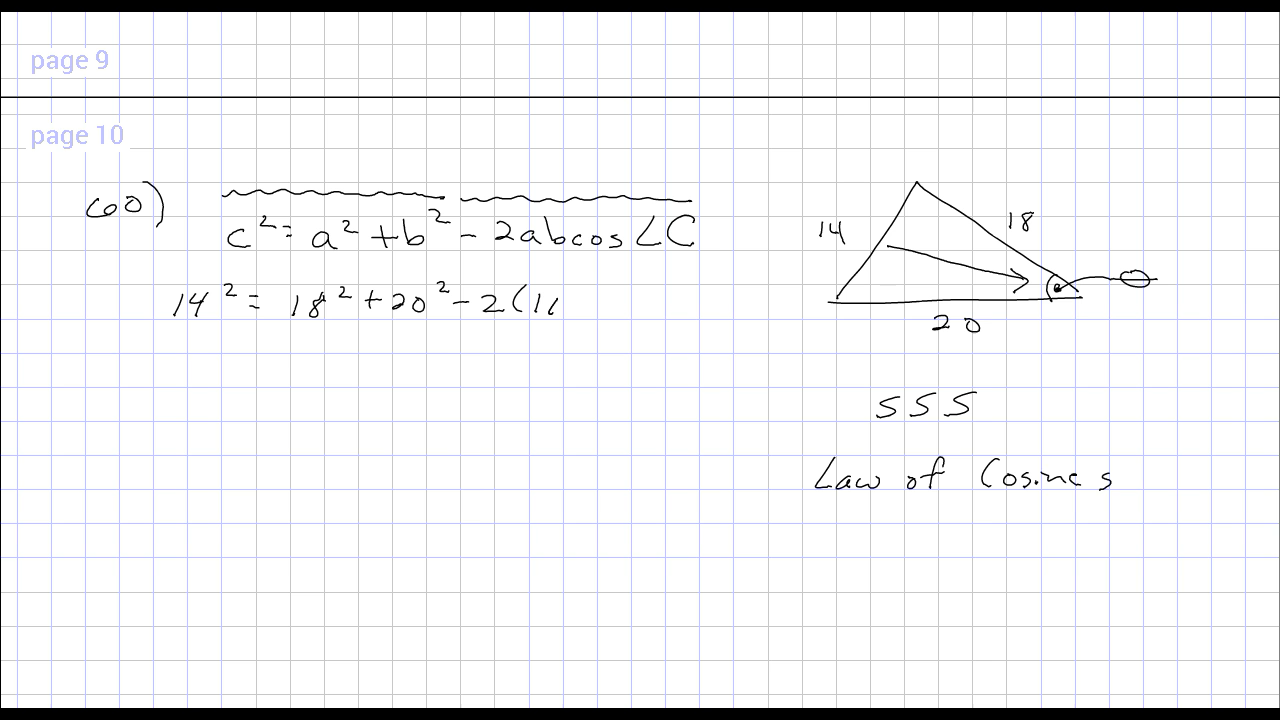 page 9
page 10
60)
c² = a² + b² - 2abcos∠C
14² = 18² + 20² - 2(1
14
18
θ
20
SSS
Law of Cosines